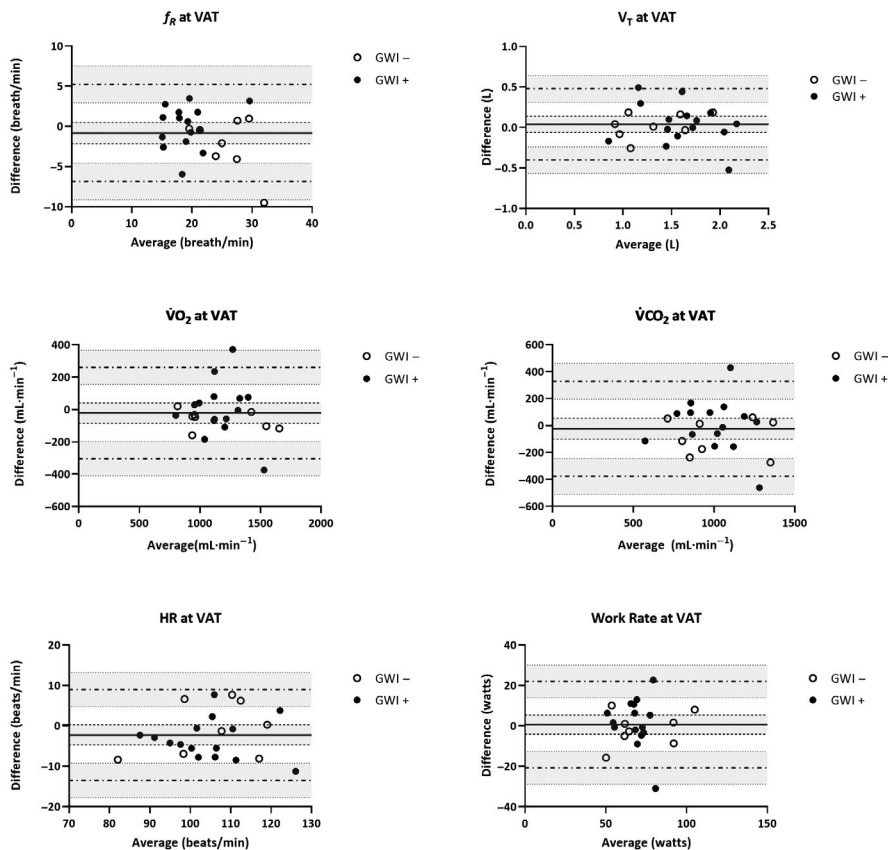 f_R at VAT
10
5
0
−5
−10
Difference (breath/min)
0 10 20 30 40
Average (breath/min)
GWI −
GWI +
V_T at VAT
1.0
0.5
0.0
−0.5
−1.0
Difference (L)
0.0 0.5 1.0 1.5 2.0 2.5
Average (L)
GWI −
GWI +
V̇O₂ at VAT
400
200
0
−200
−400
−600
Difference (mL·min⁻¹)
0 500 1000 1500 2000
Average(mL·min⁻¹)
GWI −
GWI +
V̇CO₂ at VAT
600
400
200
0
−200
−400
−600
Difference (mL·min⁻¹)
0 500 1000 1500
Average (mL·min⁻¹)
GWI −
GWI +
HR at VAT
20
10
0
−10
−20
Difference (beats/min)
70 80 90 100 110 120 130
Average (beats/min)
GWI −
GWI +
Work Rate at VAT
40
20
0
−20
−40
Difference (watts)
0 50 100 150
Average (watts)
GWI −
GWI +